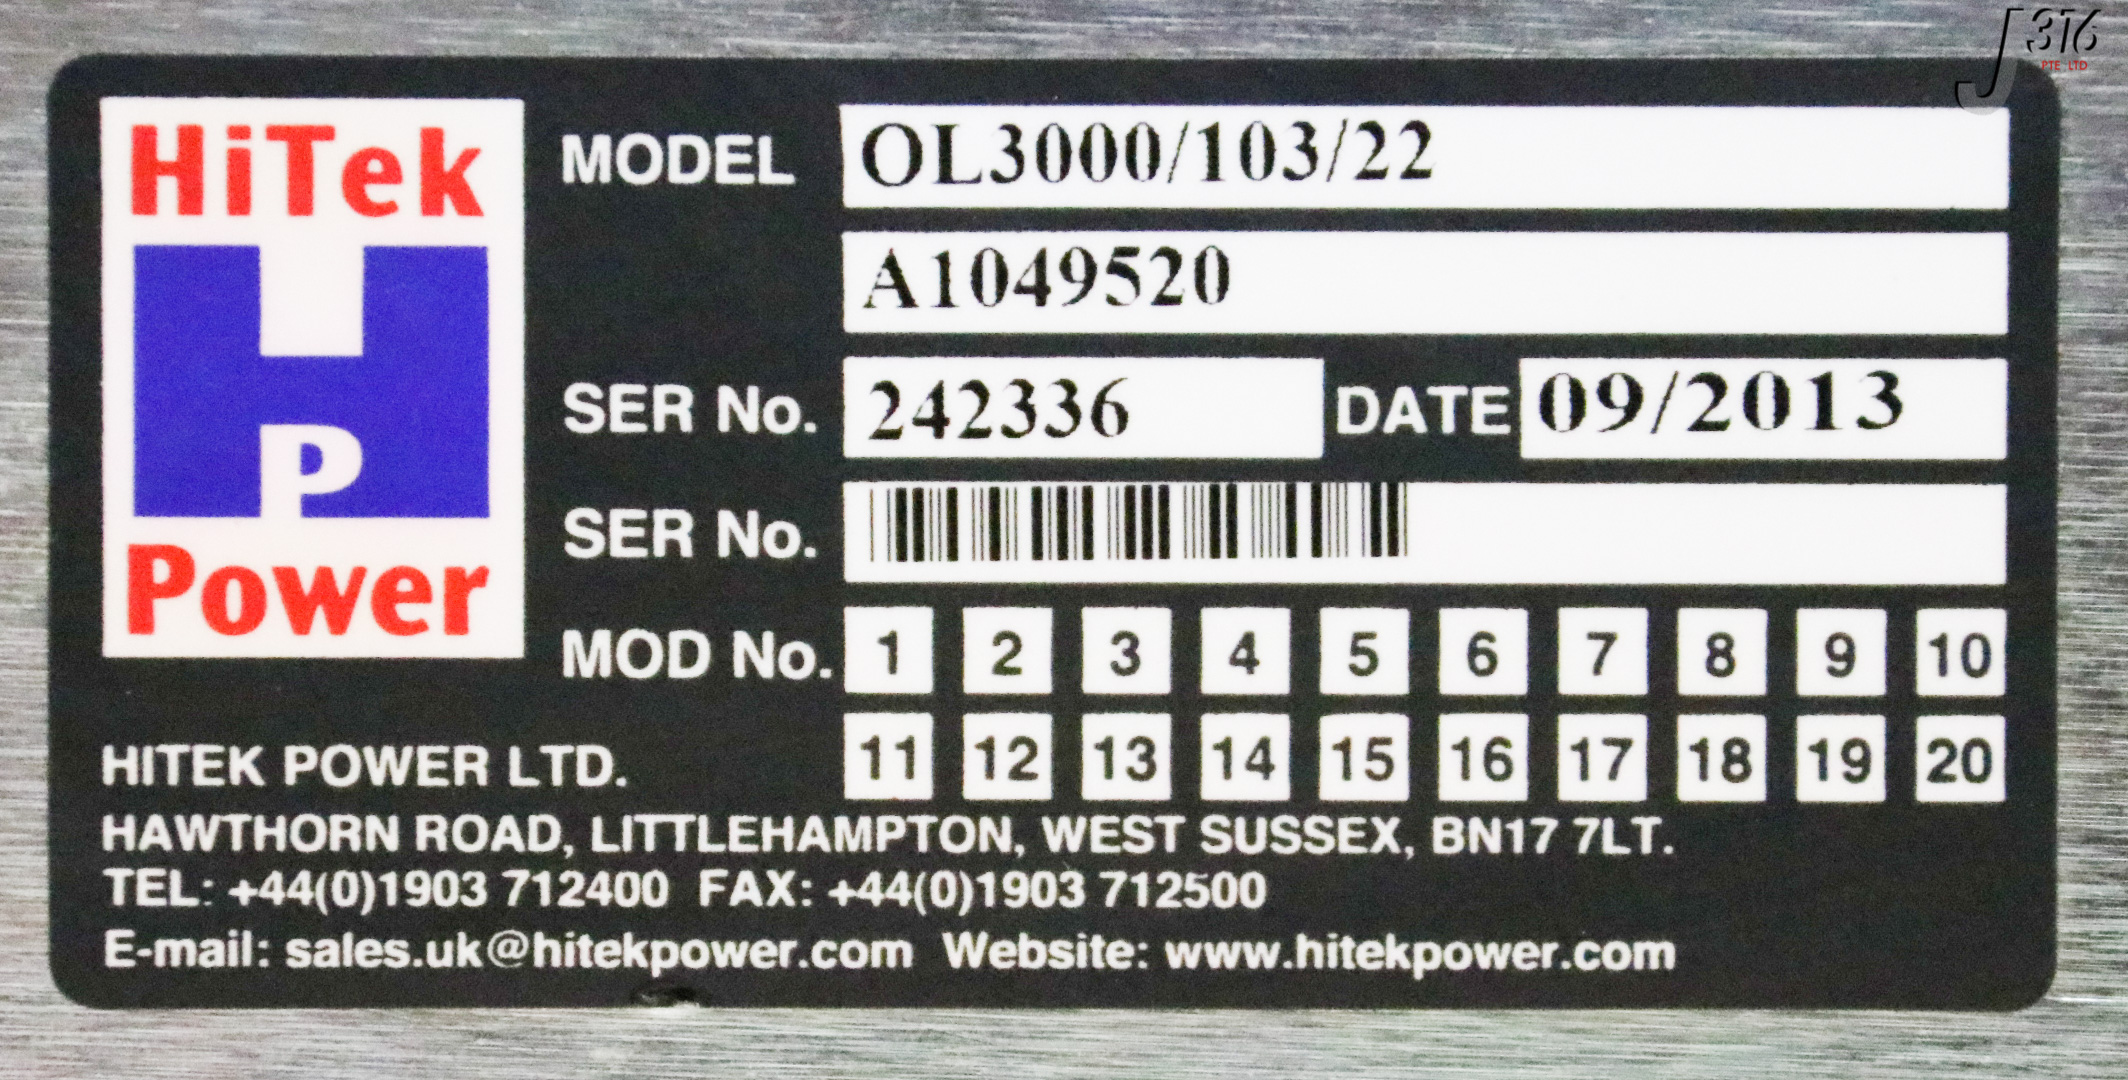 J316
PTE LTD
HiTek
HP
Power
MODEL OL3000/103/22
A1049520
SER No. 242336 DATE 09/2013
SER No.
MOD No. 1 2 3 4 5 6 7 8 9 10
11 12 13 14 15 16 17 18 19 20
HITEK POWER LTD.
HAWTHORN ROAD, LITTLEHAMPTON, WEST SUSSEX, BN17 7LT.
TEL: +44(0)1903 712400 FAX: +44(0)1903 712500
E-mail: sales.uk@hitekpower.com Website: www.hitekpower.com